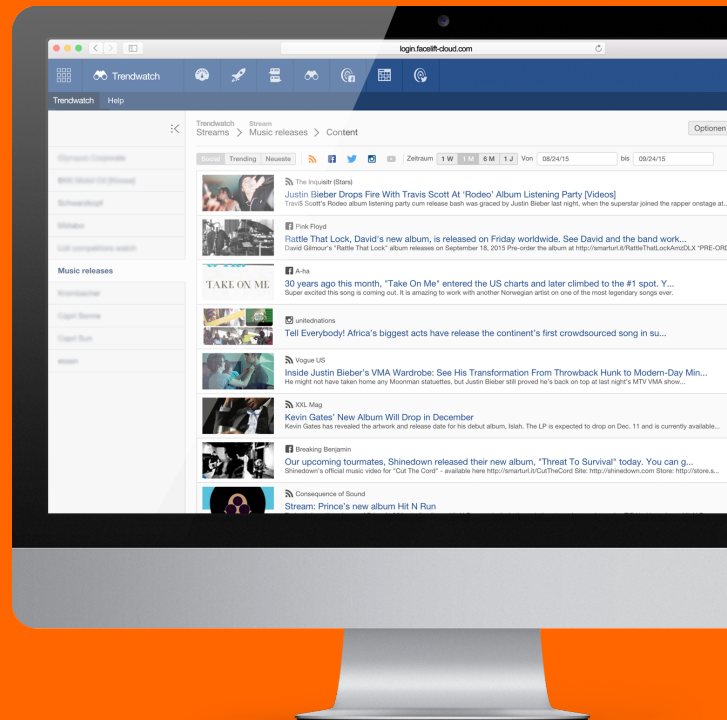 login.facelift-cloud.com
Trendwatch
Trendwatch Help
Trendwatch Stream
Streams > Music releases > Content
Optionen
Social Trending Neueste
Zeitraum 1 W 1 M 6 M 1 J Von 08/24/15 bis 09/24/15
Music releases
The Inquisitr (Stars)
Justin Bieber Drops Fire With Travis Scott At ‘Rodeo’ Album Listening Party [Videos]
Travi$ Scott's Rodeo album listening party cum release bash was graced by Justin Bieber last night, when the superstar joined the rapper onstage at...
Pink Floyd
Rattle That Lock, David's new album, is released on Friday worldwide. See David and the band work...
David Gilmour's "Rattle That Lock" album releases on September 18, 2015 Pre-order the album at http://smarturl.it/RattleThatLockAmzDLX *PRE-ORD
TAKE ON ME
A-ha
30 years ago this month, "Take On Me" entered the US charts and later climbed to the #1 spot. Y...
Super excited this song is coming out. It is amazing to work with another Norwegian artist on one of the most legendary songs ever.
unitednations
Tell Everybody! Africa's biggest acts have release the continent's first crowdsourced song in su...
Vogue US
Inside Justin Bieber's VMA Wardrobe: See His Transformation From Throwback Hunk to Modern-Day Min...
He might not have taken home any Moonman statuettes, but Justin Bieber still proved he's back on top at last night's MTV VMA show...
XXL Mag
Kevin Gates' New Album Will Drop in December
Kevin Gates has revealed the artwork and release date for his debut album, Islah. The LP is expected to drop on Dec. 11 and is currently available...
Breaking Benjamin
Our upcoming tourmates, Shinedown released their new album, "Threat To Survival" today. You can g...
Shinedown's official music video for "Cut The Cord" - available here http://smarturl.it/CutTheCord Site: http://shinedown.com Store: http://store.s...
Consequence of Sound
Stream: Prince's new album Hit N Run